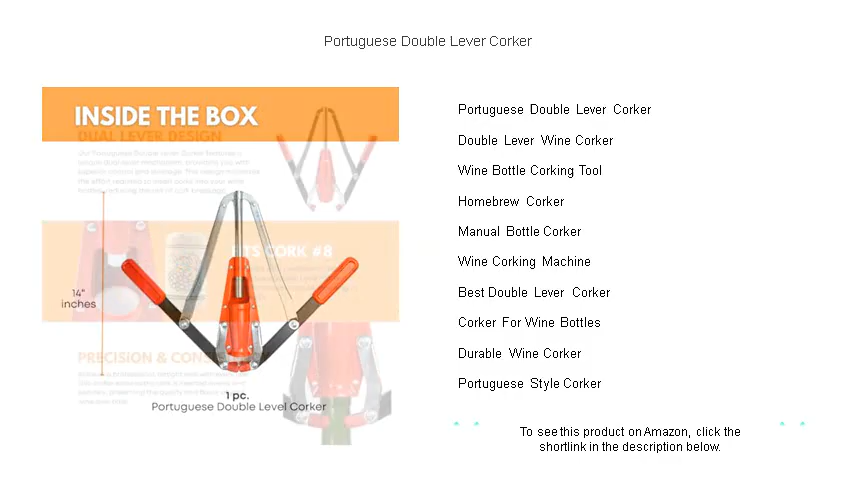 Portuguese Double Lever Corker
INSIDE THE BOX
DUAL LEVER DESIGN
FITS CORK #8
14"
inches
PRECISION &
1 pc.
Portuguese Double Level Corker
Portuguese Double Lever Corker
Double Lever Wine Corker
Wine Bottle Corking Tool
Homebrew Corker
Manual Bottle Corker
Wine Corking Machine
Best Double Lever Corker
Corker For Wine Bottles
Durable Wine Corker
Portuguese Style Corker
To see this product on Amazon, click the
shortlink in the description below.